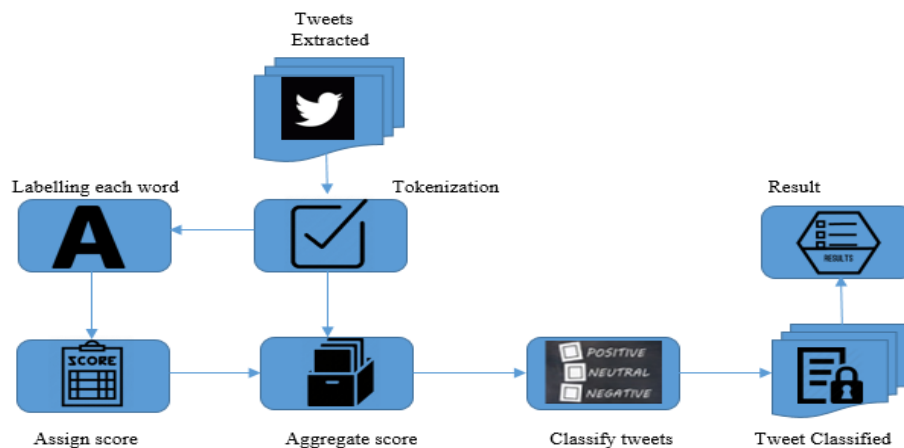 Tweets
Extracted
Labelling each word
Tokenization
Result
RESULTS
SCORE
POSITIVE
NEUTRAL
NEGATIVE
Assign score
Aggregate score
Classify tweets
Tweet Classified